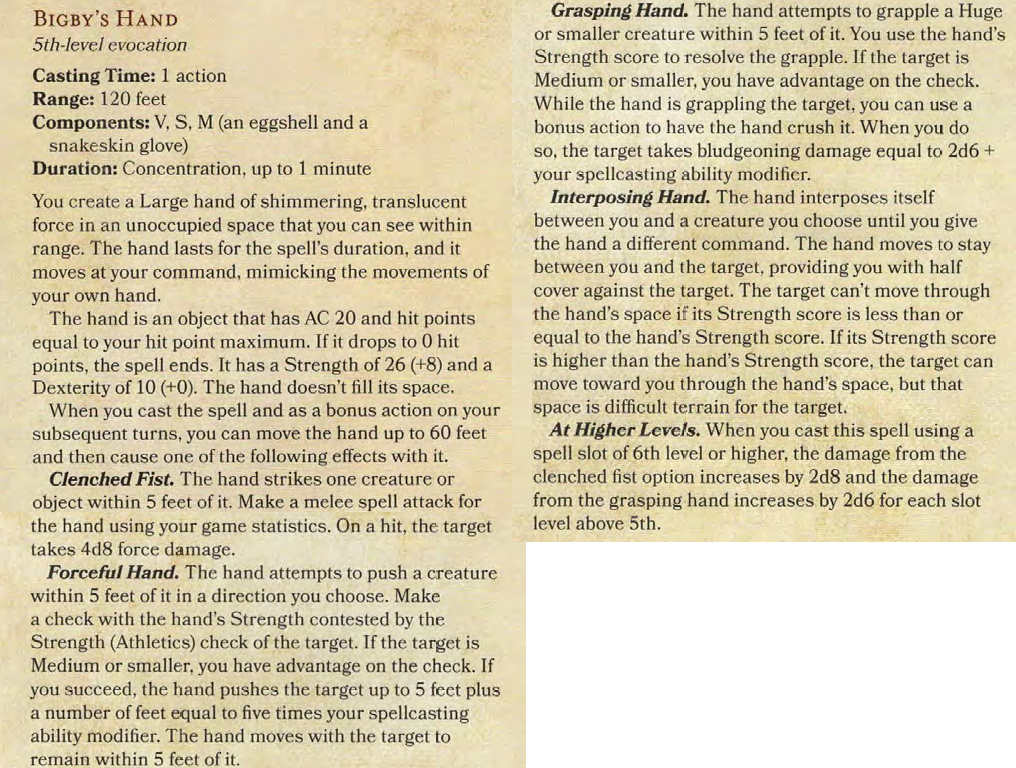 BIGBY'S HAND
5th-level evocation
Casting Time: 1 action
Range: 120 feet
Components: V, S, M (an eggshell and a
snakeskin glove)
Duration: Concentration, up to 1 minute
You create a Large hand of shimmering, translucent
force in an unoccupied space that you can see within
range. The hand lasts for the spell's duration, and it
moves at your command, mimicking the movements of
your own hand.
The hand is an object that has AC 20 and hit points
equal to your hit point maximum. If it drops to 0 hit
points, the spell ends. It has a Strength of 26 (+8) and a
Dexterity of 10 (+0). The hand doesn't fill its space.
When you cast the spell and as a bonus action on your
subsequent turns, you can move the hand up to 60 feet
and then cause one of the following effects with it.
Clenched Fist. The hand strikes one creature or
object within 5 feet of it. Make a melee spell attack for
the hand using your game statistics. On a hit, the target
takes 4d8 force damage.
Forceful Hand. The hand attempts to push a creature
within 5 feet of it in a direction you choose. Make
a check with the hand's Strength contested by the
Strength (Athletics) check of the target. If the target is
Medium or smaller, you have advantage on the check. If
you succeed, the hand pushes the target up to 5 feet plus
a number of feet equal to five times your spellcasting
ability modifier. The hand moves with the target to
remain within 5 feet of it.
Grasping Hand. The hand attempts to grapple a Huge
or smaller creature within 5 feet of it. You use the hand's
Strength score to resolve the grapple. If the target is
Medium or smaller, you have advantage on the check.
While the hand is grappling the target, you can use a
bonus action to have the hand crush it. When you do
so, the target takes bludgeoning damage equal to 2d6 +
your spellcasting ability modifier.
Interposing Hand. The hand interposes itself
between you and a creature you choose until you give
the hand a different command. The hand moves to stay
between you and the target, providing you with half
cover against the target. The target can't move through
the hand's space if its Strength score is less than or
equal to the hand's Strength score. If its Strength score
is higher than the hand's Strength score, the target can
move toward you through the hand's space, but that
space is difficult terrain for the target.
At Higher Levels. When you cast this spell using a
spell slot of 6th level or higher, the damage from the
clenched fist option increases by 2d8 and the damage
from the grasping hand increases by 2d6 for each slot
level above 5th.